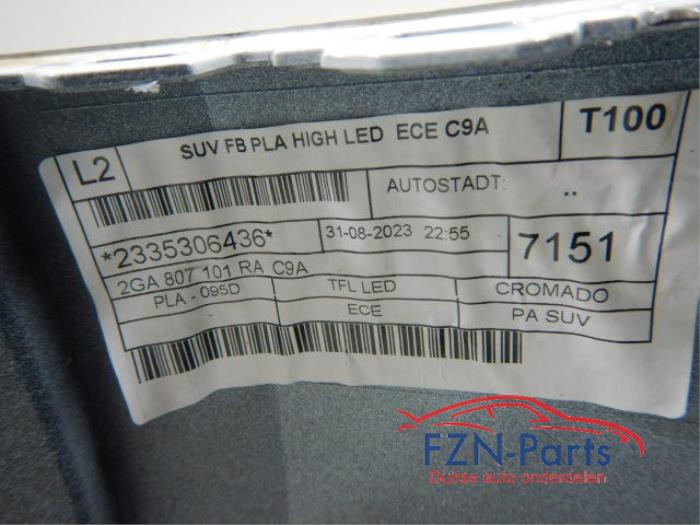 L2 SUV FB PLA HIGH LED ECE C9A T100
AUTOSTADT: ..
*2335306436* 31-08-2023 22:55 7151
2GA 807 101 RA C9A
PLA - 095D TFL LED CROMADO
ECE PA SUV
FZN-Parts
Duitse auto onderdelen